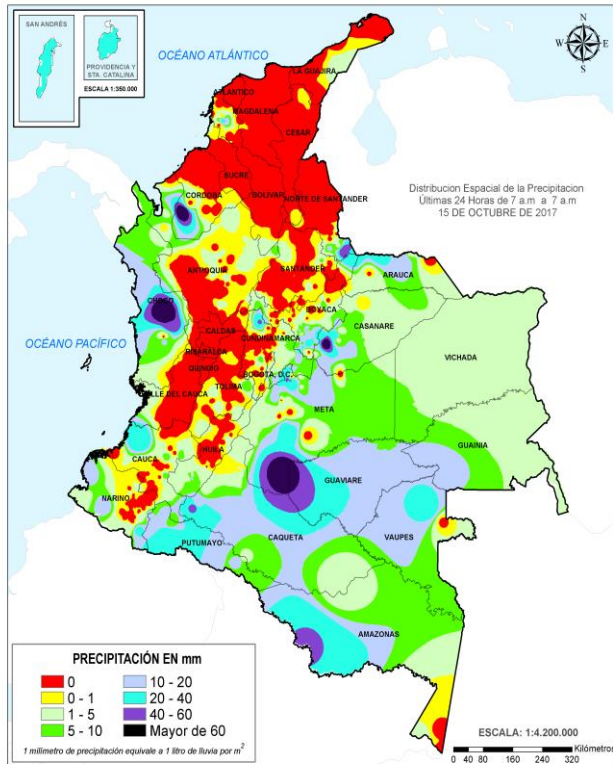 SAN ANDRÉS
PROVIDENCIA Y
STA. CATALINA
ESCALA 1:350.000
OCÉANO ATLÁNTICO
N
W E
S
LA GUAJIRA
ATLANTICO
MAGDALENA
CESAR
SUCRE
CORDOBA
BOLIVAR
NORTE DE SANTANDER
Distribucion Espacial de la Precipitacion
Últimas 24 Horas de 7 a.m a 7 a.m
15 DE OCTUBRE DE 2017
ANTIOQUIA
SANTANDER
ARAUCA
CHOCO
BOYACA
CASANARE
OCÉANO PACÍFICO
CALDAS
CUNDINAMARCA
VICHADA
RISARALDA
QUINDIO
BOGOTA, D.C.
TOLIMA
VALLE DEL CAUCA
META
GUAINIA
HUILA
CAUCA
GUAVIARE
NARIÑO
CAQUETA
VAUPES
PUTUMAYO
AMAZONAS
PRECIPITACIÓN EN mm
0 10 - 20
0 - 1 20 - 40
1 - 5 40 - 60
5 - 10 Mayor de 60
1 milimetro de precipitación equivale a 1 litro de lluvia por m²
ESCALA: 1:4.200.000
Kilómetros
0 40 80 160 240 320